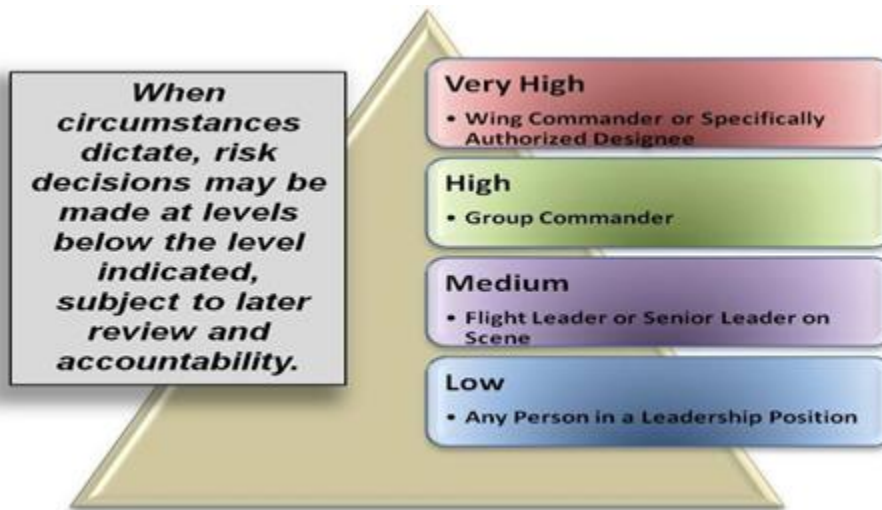 When
circumstances
dictate, risk
decisions may be
made at levels
below the level
indicated,
subject to later
review and
accountability.
Very High
• Wing Commander or Specifically
Authorized Designee
High
• Group Commander
Medium
• Flight Leader or Senior Leader on
Scene
Low
• Any Person in a Leadership Position